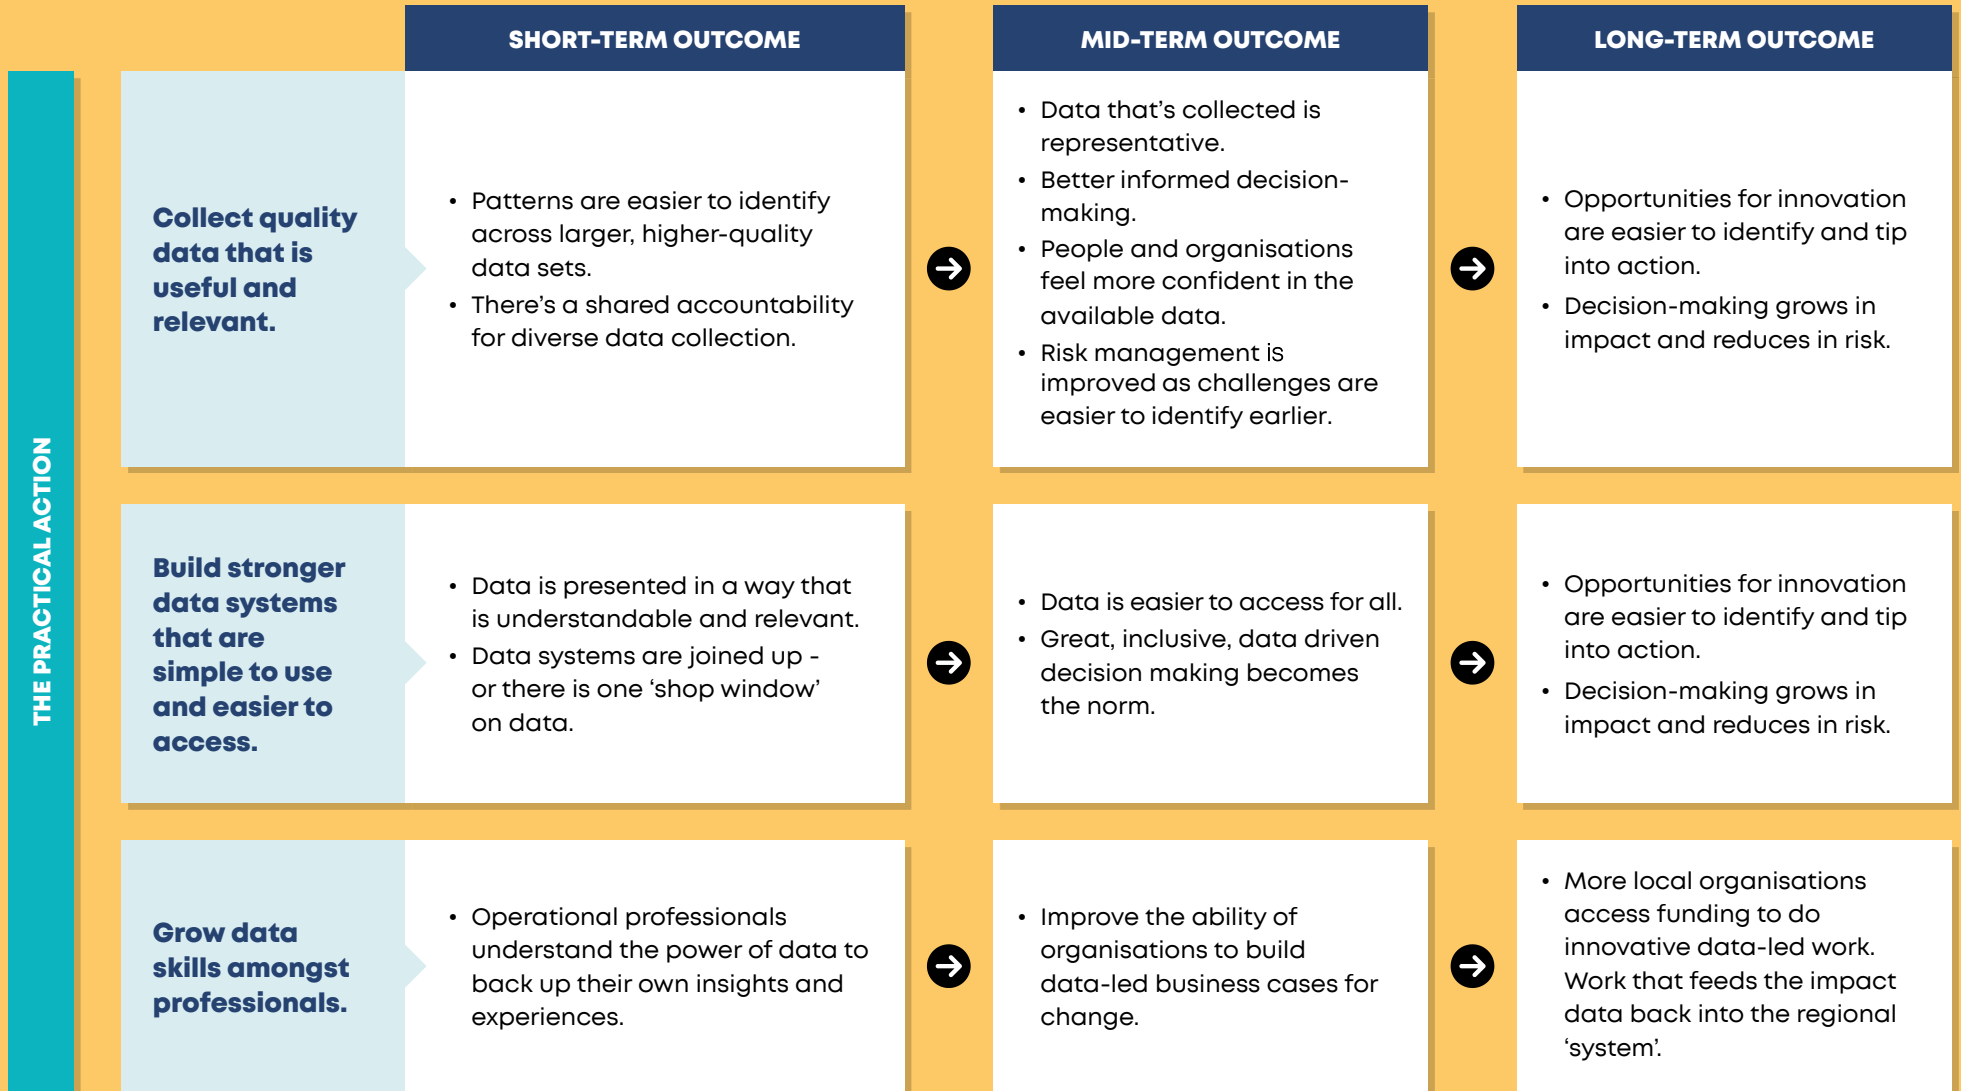 SHORT-TERM OUTCOME
MID-TERM OUTCOME
LONG-TERM OUTCOME
THE PRACTICAL ACTION
Collect quality
data that is
useful and
relevant.
• Patterns are easier to identify
across larger, higher-quality
data sets.
• There’s a shared accountability
for diverse data collection.
• Data that’s collected is
representative.
• Better informed decision-
making.
• People and organisations
feel more confident in the
available data.
• Risk management is
improved as challenges are
easier to identify earlier.
• Opportunities for innovation
are easier to identify and tip
into action.
• Decision-making grows in
impact and reduces in risk.
Build stronger
data systems
that are
simple to use
and easier to
access.
• Data is presented in a way that
is understandable and relevant.
• Data systems are joined up -
or there is one ‘shop window’
on data.
• Data is easier to access for all.
• Great, inclusive, data driven
decision making becomes
the norm.
• Opportunities for innovation
are easier to identify and tip
into action.
• Decision-making grows in
impact and reduces in risk.
Grow data
skills amongst
professionals.
• Operational professionals
understand the power of data to
back up their own insights and
experiences.
• Improve the ability of
organisations to build
data-led business cases for
change.
• More local organisations
access funding to do
innovative data-led work.
Work that feeds the impact
data back into the regional
‘system’.